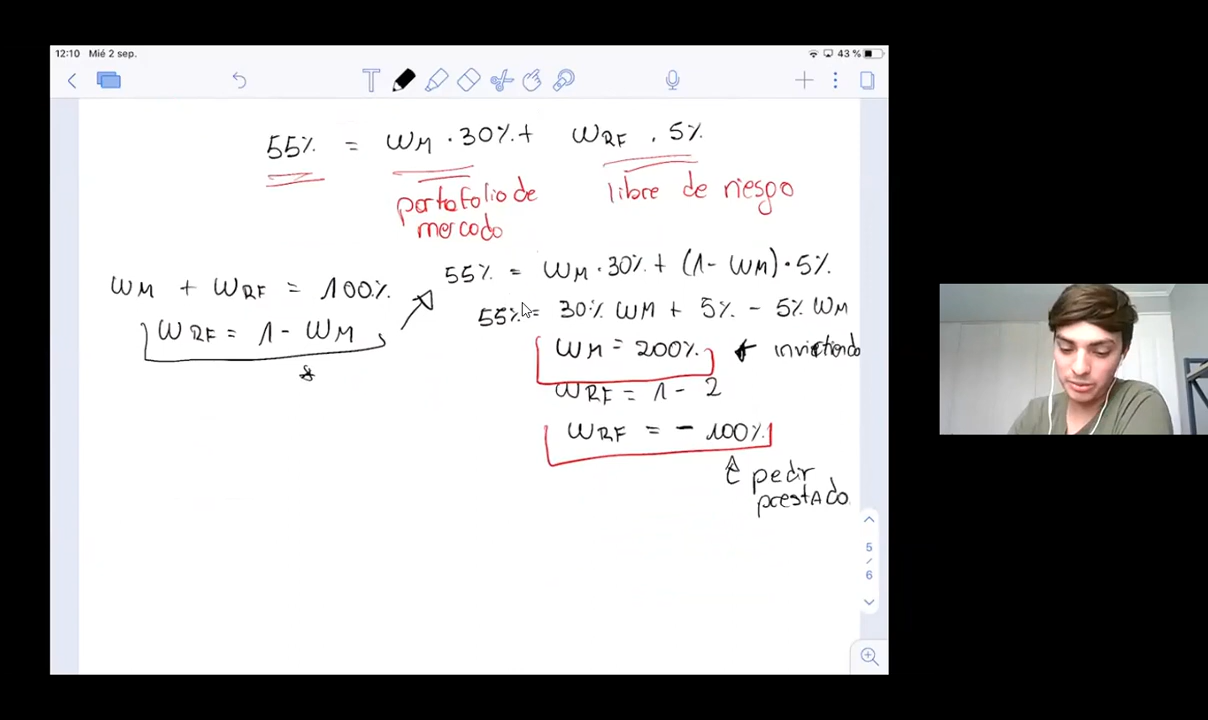 12:10 Mié 2 sep.
43 %
T
55% = WM · 30% + WRF . 5%
portafolio de mercado
libre de riesgo
WM + WRF = 100%
WRF = 1 - WM
*
55% = WM · 30% + (1 - WM) · 5%
55% = 30% WM + 5% - 5% WM
WM = 200%
WRF = 1 - 2
WRF = - 100%
pedir
prestado
5
/
6